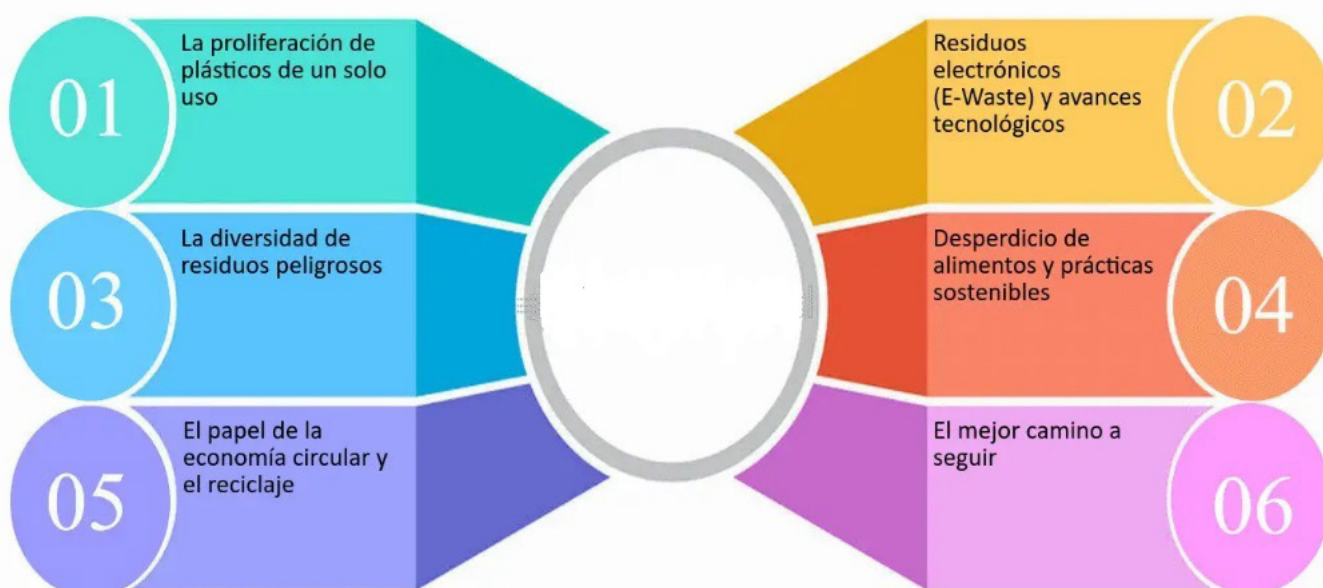 01
La proliferación de
plásticos de un solo
uso
Residuos
electrónicos
(E-Waste) y avances
tecnológicos
02
03
La diversidad de
residuos peligrosos
Desperdicio de
alimentos y prácticas
sostenibles
04
05
El papel de la
economía circular y
el reciclaje
El mejor camino a
seguir
06